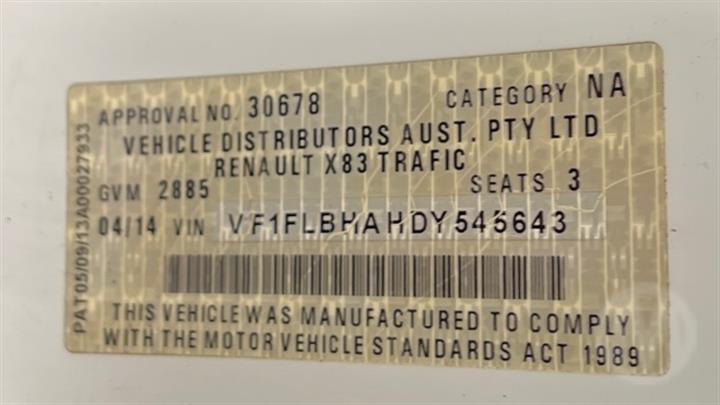 APPROVAL NO. 30678 CATEGORY NA
VEHICLE DISTRIBUTORS AUST. PTY LTD
RENAULT X83 TRAFIC
GVM 2885 SEATS 3
04/14 VIN VF1FLBHAHDY545643
THIS VEHICLE WAS MANUFACTURED TO COMPLY
WITH THE MOTOR VEHICLE STANDARDS ACT 1989
PAT05/09/13A00027933